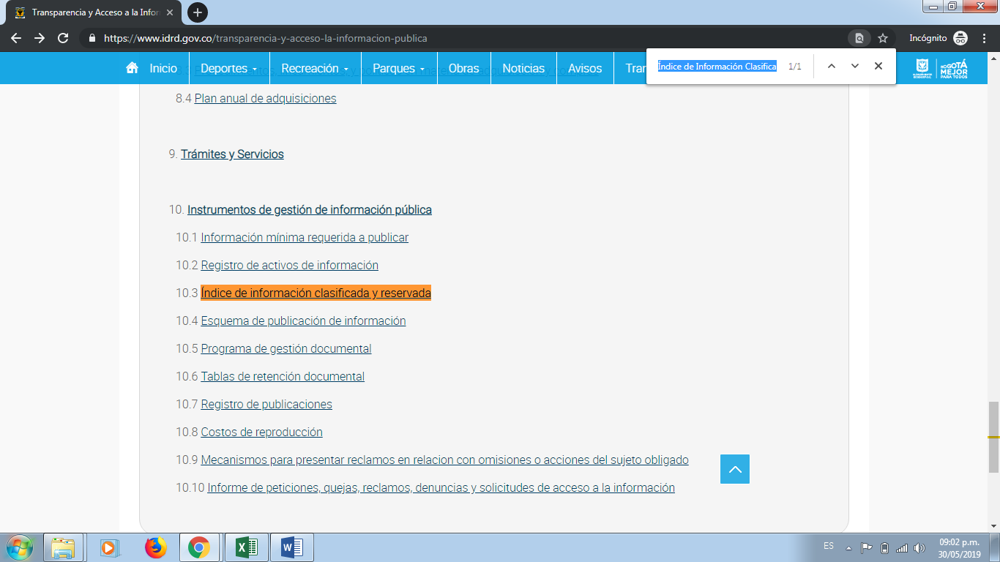 Transparencia y Acceso a la Infor
https://www.idrd.gov.co/transparencia-y-acceso-la-informacion-publica
Incógnito
Inicio Deportes Recreación Parques Obras Noticias Avisos Tran
Índice de Información Clasifica 1/1
BOGOTÁ MEJOR PARA TODOS
8.4 Plan anual de adquisiciones
9. Trámites y Servicios
10. Instrumentos de gestión de información pública
10.1 Información mínima requerida a publicar
10.2 Registro de activos de información
10.3 Índice de información clasificada y reservada
10.4 Esquema de publicación de información
10.5 Programa de gestión documental
10.6 Tablas de retención documental
10.7 Registro de publicaciones
10.8 Costos de reproducción
10.9 Mecanismos para presentar reclamos en relacion con omisiones o acciones del sujeto obligado
10.10 Informe de peticiones, quejas, reclamos, denuncias y solicitudes de acceso a la información
ES
09:02 p.m.
30/05/2019